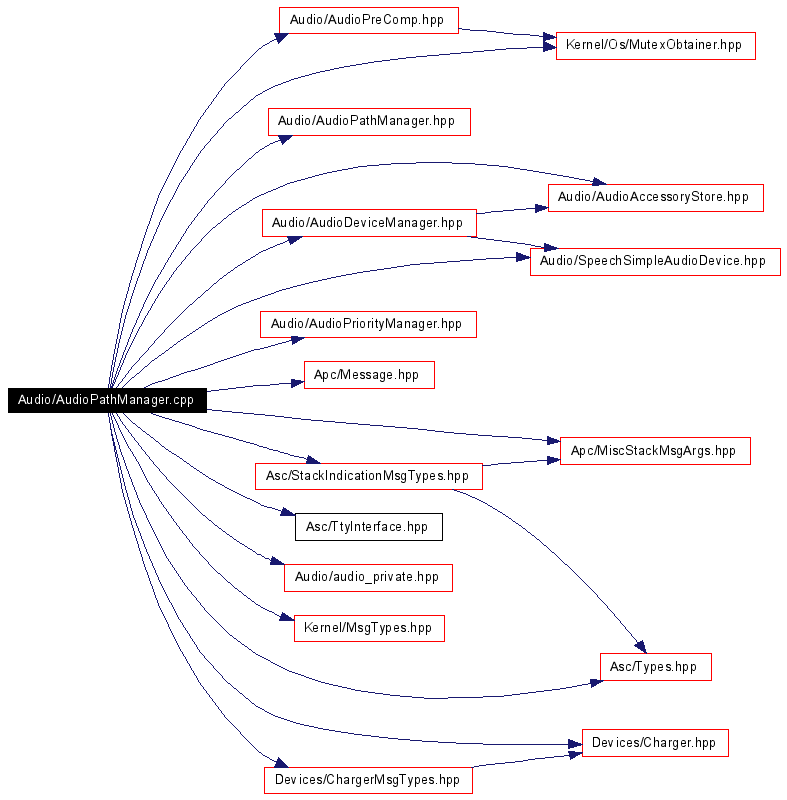 Audio/AudioPreComp.hpp
Kernel/Os/MutexObtainer.hpp
Audio/AudioPathManager.hpp
Audio/AudioAccessoryStore.hpp
Audio/AudioDeviceManager.hpp
Audio/SpeechSimpleAudioDevice.hpp
Audio/AudioPriorityManager.hpp
Apc/Message.hpp
Audio/AudioPathManager.cpp
Apc/MiscStackMsgArgs.hpp
Asc/StackIndicationMsgTypes.hpp
Asc/TtyInterface.hpp
Audio/audio_private.hpp
Kernel/MsgTypes.hpp
Asc/Types.hpp
Devices/Charger.hpp
Devices/ChargerMsgTypes.hpp